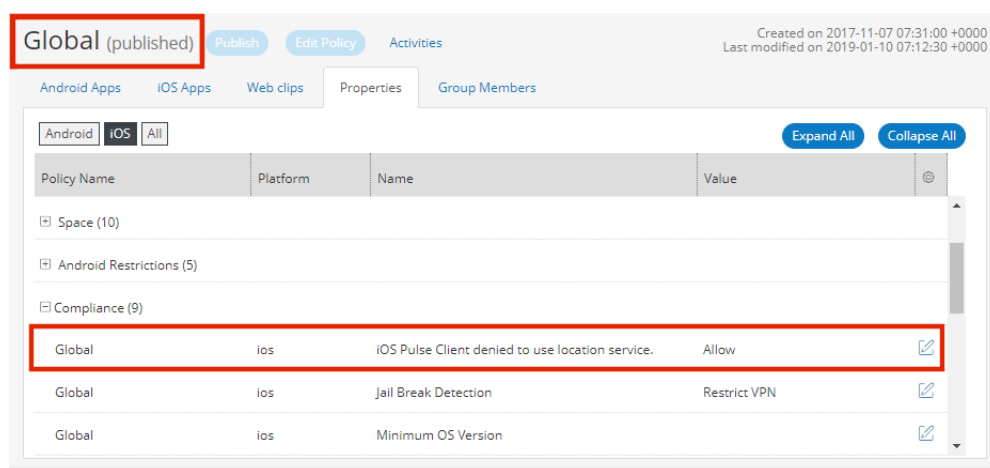 Global (published) Publish Edit Policy Activities
Created on 2017-11-07 07:31:00 +0000
Last modified on 2019-01-10 07:12:30 +0000
Android Apps iOS Apps Web clips Properties Group Members
Android iOS All Expand All Collapse All
Policy Name Platform Name Value
Space (10)
Android Restrictions (5)
Compliance (9)
Global ios iOS Pulse Client denied to use location service. Allow
Global ios Jail Break Detection Restrict VPN
Global ios Minimum OS Version